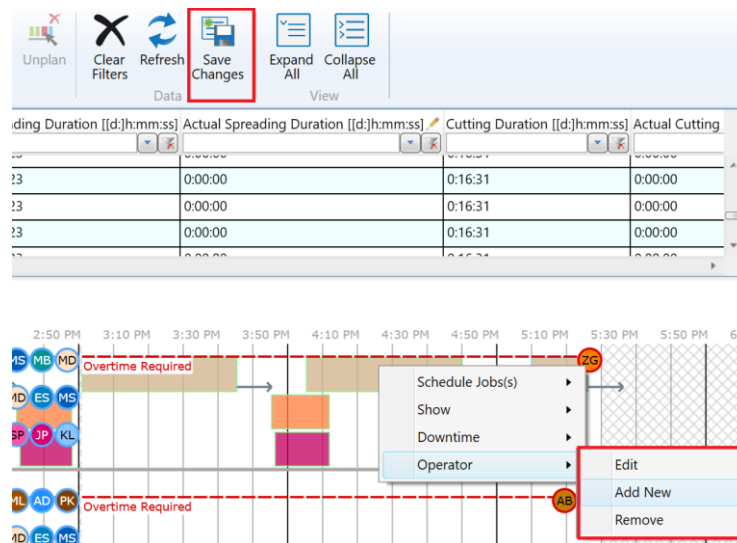 Unplan
Clear Filters
Refresh
Save Changes
Expand All
Collapse All
Data
View
ding Duration [[d:]h:mm:ss] Actual Spreading Duration [[d:]h:mm:ss] Cutting Duration [[d:]h:mm:ss] Actual Cutting
23 0:00:00 0:16:31 0:00:00
23 0:00:00 0:16:31 0:00:00
23 0:00:00 0:16:31 0:00:00
2:50 PM 3:10 PM 3:30 PM 3:50 PM 4:10 PM 4:30 PM 4:50 PM 5:10 PM 5:30 PM 5:50 PM 6
MS MB MD ZG
Overtime Required
Schedule Jobs(s)
MD ES MS
Show
Downtime
SP JP KL
Operator
Edit
Add New
Remove
ML AD PK AB
Overtime Required
MD ES MS